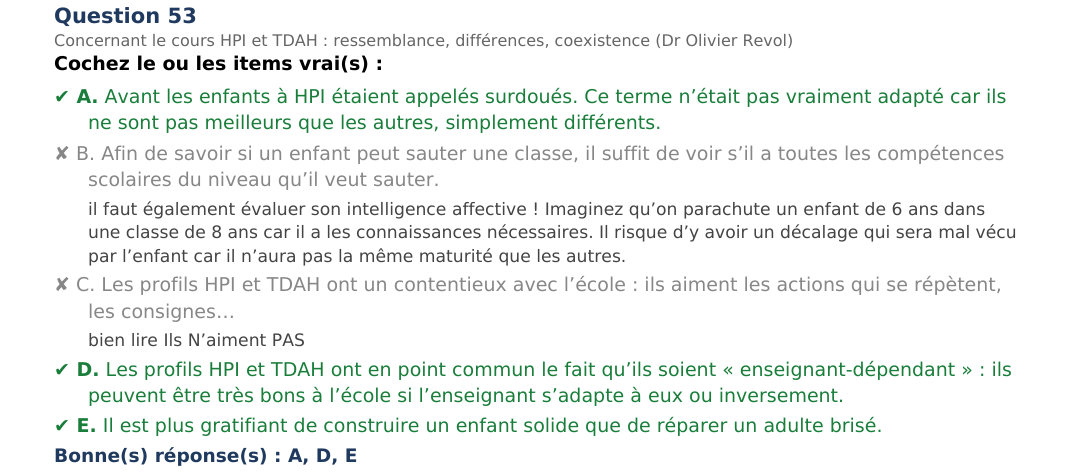 Question 53
Concernant le cours HPI et TDAH : ressemblance, différences, coexistence (Dr Olivier Revol)
Cochez le ou les items vrai(s) :
✔ A. Avant les enfants à HPI étaient appelés surdoués. Ce terme n’était pas vraiment adapté car ils
ne sont pas meilleurs que les autres, simplement différents.
✘ B. Afin de savoir si un enfant peut sauter une classe, il suffit de voir s’il a toutes les compétences
scolaires du niveau qu’il veut sauter.
il faut également évaluer son intelligence affective ! Imaginez qu’on parachute un enfant de 6 ans dans
une classe de 8 ans car il a les connaissances nécessaires. Il risque d’y avoir un décalage qui sera mal vécu
par l’enfant car il n’aura pas la même maturité que les autres.
✘ C. Les profils HPI et TDAH ont un contentieux avec l’école : ils aiment les actions qui se répètent,
les consignes…
bien lire Ils N’aiment PAS
✔ D. Les profils HPI et TDAH ont en point commun le fait qu’ils soient « enseignant-dépendant » : ils
peuvent être très bons à l’école si l’enseignant s’adapte à eux ou inversement.
✔ E. Il est plus gratifiant de construire un enfant solide que de réparer un adulte brisé.
Bonne(s) réponse(s) : A, D, E